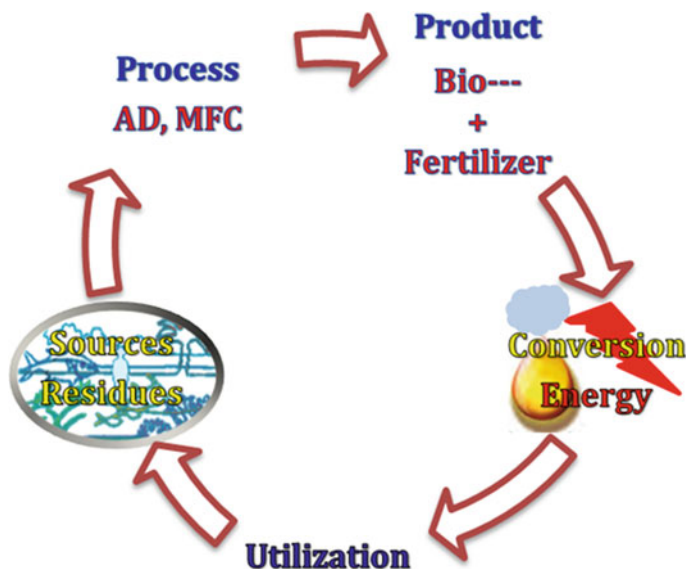 Process
AD, MFC
Product
Bio---
+
Fertilizer
Conversion
Energy
Utilization
Sources
Residues